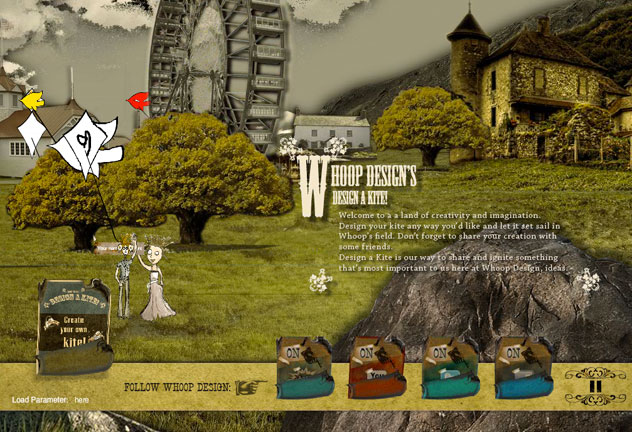 WHOOP DESIGN'S
DESIGN A KITE!
Welcome to a a land of creativity and imagination.
Design your kite any way you'd like and let it set sail in
Whoop's field. Don't forget to share your creation with
some friends.
Design a Kite is our way to share and ignite something
that's most important to us here at Whoop Design, ideas.
DESIGN A KITE!
Create
your own
kite!
FOLLOW WHOOP DESIGN:
ON
ON
ON
ON
Load Parameter: here